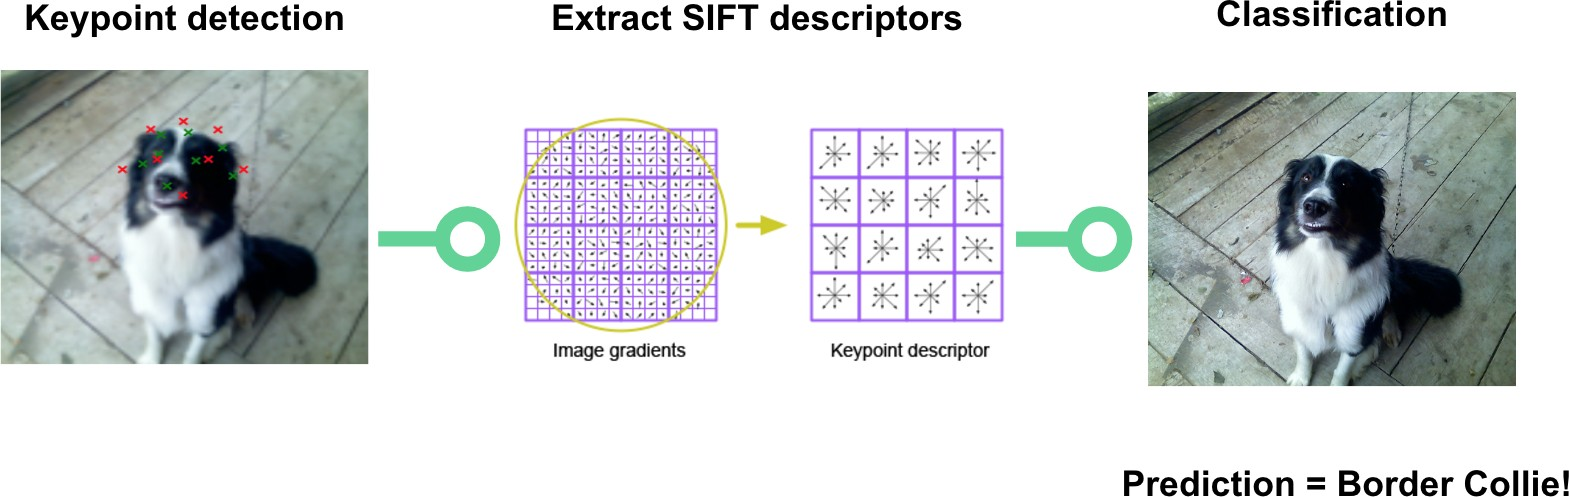 Keypoint detection
Extract SIFT descriptors
Classification
Image gradients
Keypoint descriptor
Prediction = Border Collie!